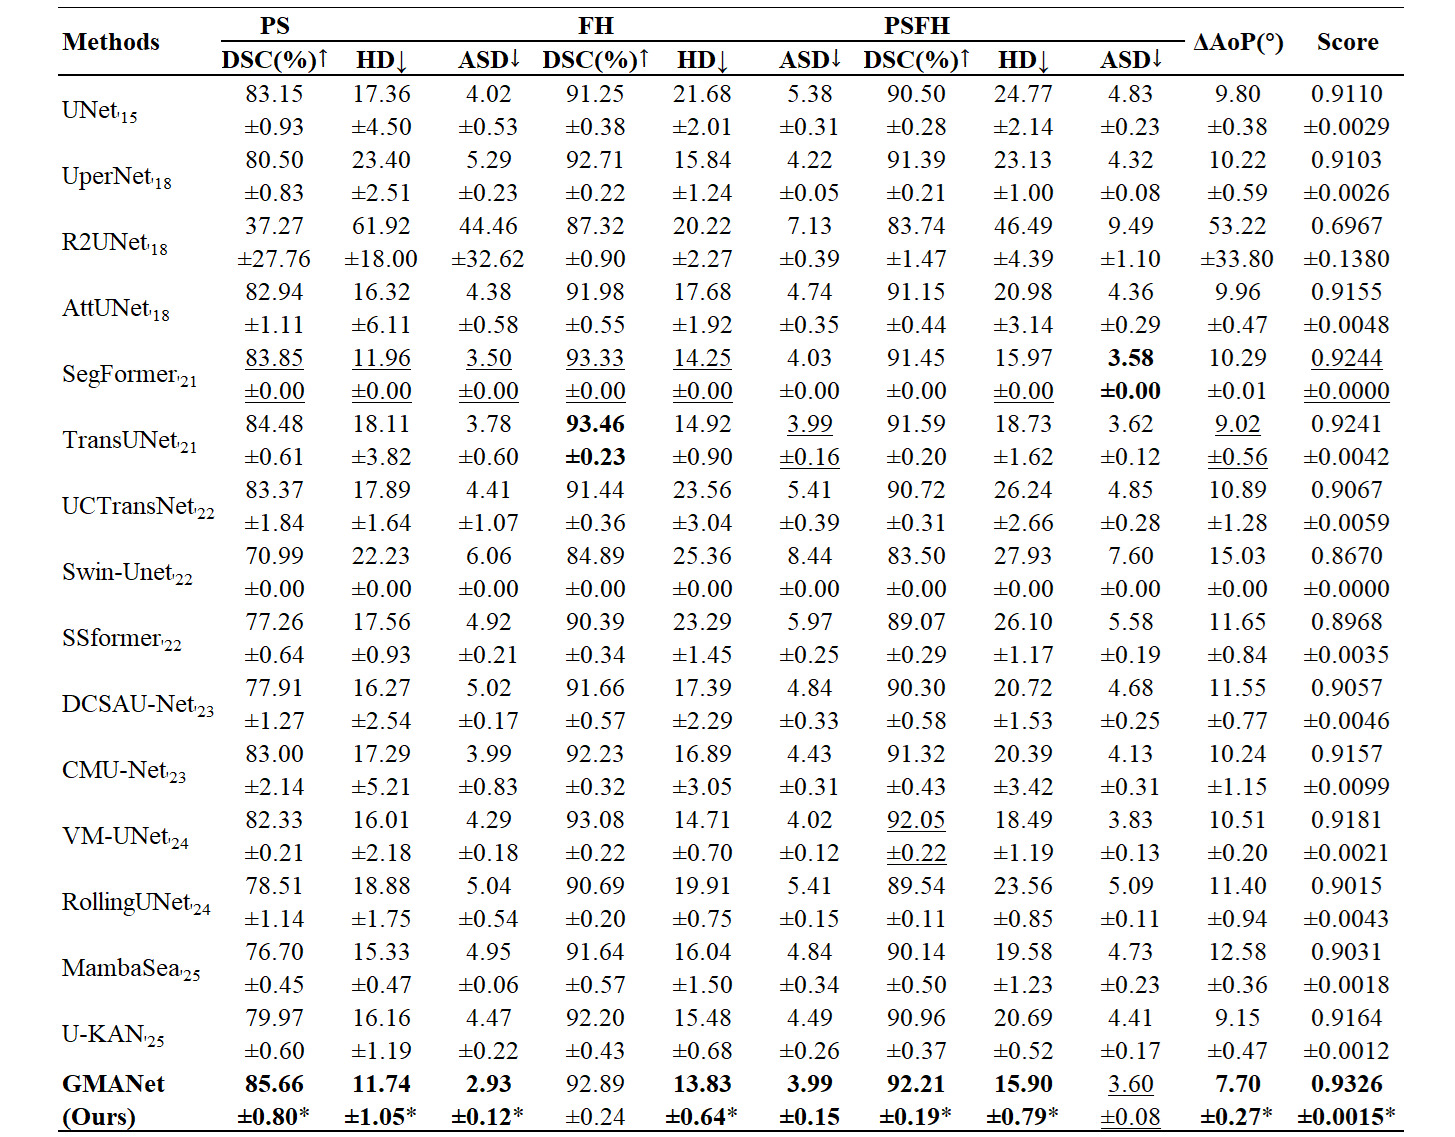 Methods PS FH PSFH ΔAoP(°) Score
DSC(%)↑ HD↓ ASD↓ DSC(%)↑ HD↓ ASD↓ DSC(%)↑ HD↓ ASD↓
UNet'15 83.15 17.36 4.02 91.25 21.68 5.38 90.50 24.77 4.83 9.80 0.9110
±0.93 ±4.50 ±0.53 ±0.38 ±2.01 ±0.31 ±0.28 ±2.14 ±0.23 ±0.38 ±0.0029
UperNet'18 80.50 23.40 5.29 92.71 15.84 4.22 91.39 23.13 4.32 10.22 0.9103
±0.83 ±2.51 ±0.23 ±0.22 ±1.24 ±0.05 ±0.21 ±1.00 ±0.08 ±0.59 ±0.0026
R2UNet'18 37.27 61.92 44.46 87.32 20.22 7.13 83.74 46.49 9.49 53.22 0.6967
±27.76 ±18.00 ±32.62 ±0.90 ±2.27 ±0.39 ±1.47 ±4.39 ±1.10 ±33.80 ±0.1380
AttUNet'18 82.94 16.32 4.38 91.98 17.68 4.74 91.15 20.98 4.36 9.96 0.9155
±1.11 ±6.11 ±0.58 ±0.55 ±1.92 ±0.35 ±0.44 ±3.14 ±0.29 ±0.47 ±0.0048
SegFormer'21 83.85 11.96 3.50 93.33 14.25 4.03 91.45 15.97 3.58 10.29 0.9244
±0.00 ±0.00 ±0.00 ±0.00 ±0.00 ±0.00 ±0.00 ±0.00 ±0.00 ±0.01 ±0.0000
TransUNet'21 84.48 18.11 3.78 93.46 14.92 3.99 91.59 18.73 3.62 9.02 0.9241
±0.61 ±3.82 ±0.60 ±0.23 ±0.90 ±0.16 ±0.20 ±1.62 ±0.12 ±0.56 ±0.0042
UCTransNet'22 83.37 17.89 4.41 91.44 23.56 5.41 90.72 26.24 4.85 10.89 0.9067
±1.84 ±1.64 ±1.07 ±0.36 ±3.04 ±0.39 ±0.31 ±2.66 ±0.28 ±1.28 ±0.0059
Swin-Unet'22 70.99 22.23 6.06 84.89 25.36 8.44 83.50 27.93 7.60 15.03 0.8670
±0.00 ±0.00 ±0.00 ±0.00 ±0.00 ±0.00 ±0.00 ±0.00 ±0.00 ±0.00 ±0.0000
SSformer'22 77.26 17.56 4.92 90.39 23.29 5.97 89.07 26.10 5.58 11.65 0.8968
±0.64 ±0.93 ±0.21 ±0.34 ±1.45 ±0.25 ±0.29 ±1.17 ±0.19 ±0.84 ±0.0035
DCSAU-Net'23 77.91 16.27 5.02 91.66 17.39 4.84 90.30 20.72 4.68 11.55 0.9057
±1.27 ±2.54 ±0.17 ±0.57 ±2.29 ±0.33 ±0.58 ±1.53 ±0.25 ±0.77 ±0.0046
CMU-Net'23 83.00 17.29 3.99 92.23 16.89 4.43 91.32 20.39 4.13 10.24 0.9157
±2.14 ±5.21 ±0.83 ±0.32 ±3.05 ±0.31 ±0.43 ±3.42 ±0.31 ±1.15 ±0.0099
VM-UNet'24 82.33 16.01 4.29 93.08 14.71 4.02 92.05 18.49 3.83 10.51 0.9181
±0.21 ±2.18 ±0.18 ±0.22 ±0.70 ±0.12 ±0.22 ±1.19 ±0.13 ±0.20 ±0.0021
RollingUNet'24 78.51 18.88 5.04 90.69 19.91 5.41 89.54 23.56 5.09 11.40 0.9015
±1.14 ±1.75 ±0.54 ±0.20 ±0.75 ±0.15 ±0.11 ±0.85 ±0.11 ±0.94 ±0.0043
MambaSea'25 76.70 15.33 4.95 91.64 16.04 4.84 90.14 19.58 4.73 12.58 0.9031
±0.45 ±0.47 ±0.06 ±0.57 ±1.50 ±0.34 ±0.50 ±1.23 ±0.23 ±0.36 ±0.0018
U-KAN'25 79.97 16.16 4.47 92.20 15.48 4.49 90.96 20.69 4.41 9.15 0.9164
±0.60 ±1.19 ±0.22 ±0.43 ±0.68 ±0.26 ±0.37 ±0.52 ±0.17 ±0.47 ±0.0012
GMANet 85.66 11.74 2.93 92.89 13.83 3.99 92.21 15.90 3.60 7.70 0.9326
(Ours) ±0.80* ±1.05* ±0.12* ±0.24 ±0.64* ±0.15 ±0.19* ±0.79* ±0.08 ±0.27* ±0.0015*